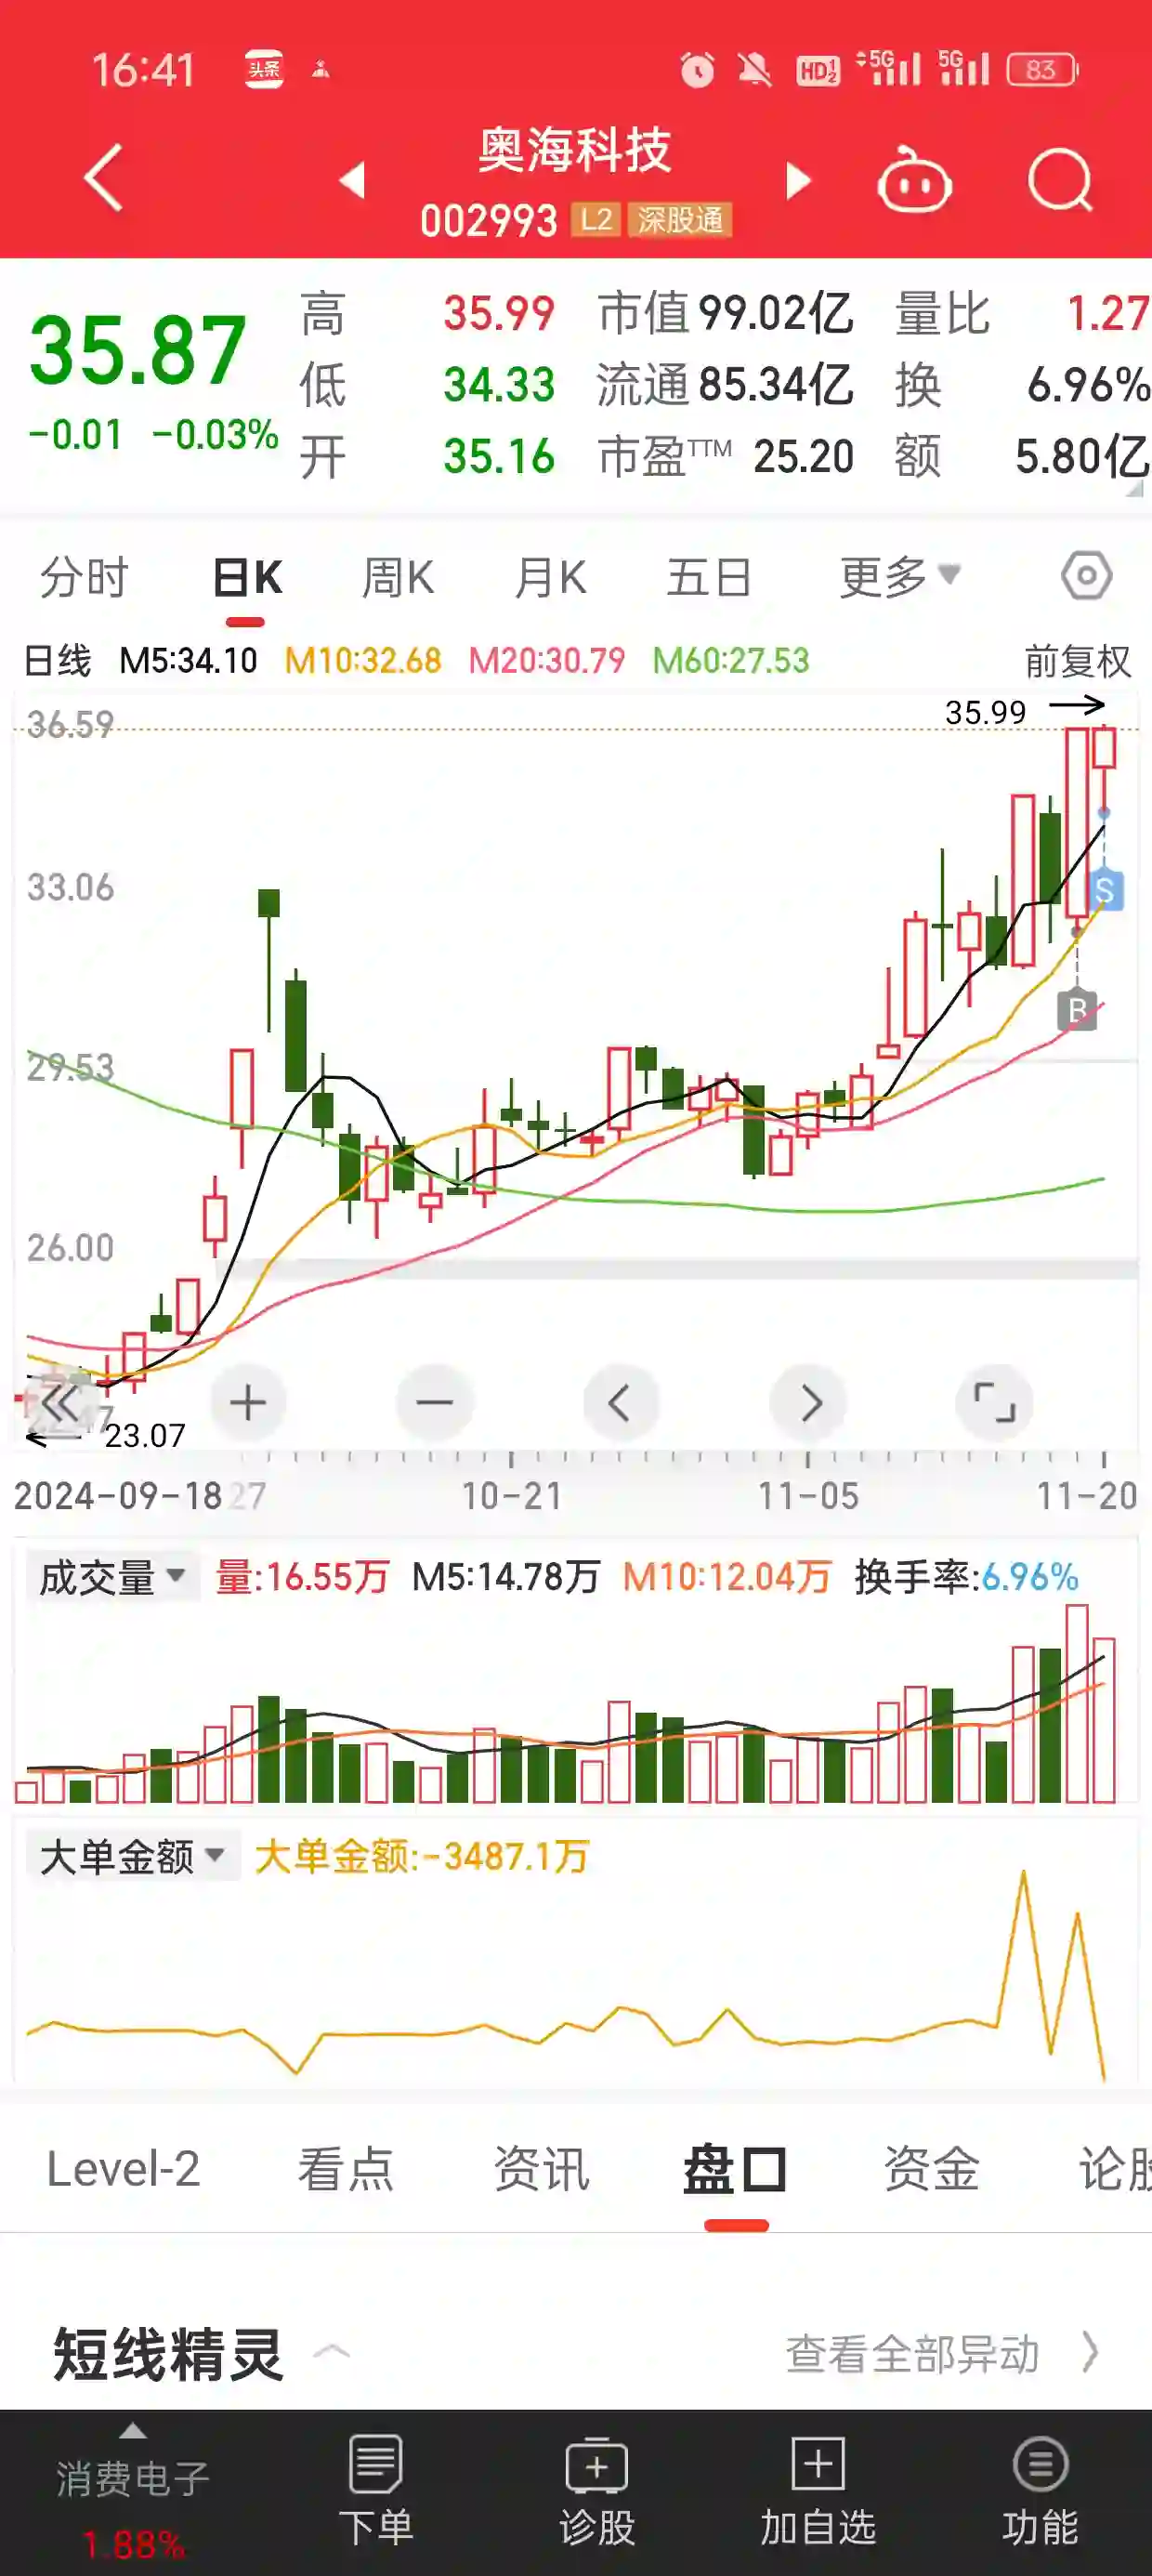 16:41 头条 HD 1 2 5G 5G 83
奥海科技
002993 L2 深股通
35.87
-0.01 -0.03%
高 35.99 市值 99.02亿 量比 1.27
低 34.33 流通 85.34亿 换 6.96%
开 35.16 市盈TTM 25.20 额 5.80亿
分时 日K 周K 月K 五日 更多
日线 M5:34.10 M10:32.68 M20:30.79 M60:27.53 前复权
35.99
36.59
33.06
S
B
29.53
26.00
23.07
2024-09-18 27 10-21 11-05 11-20
成交量 量:16.55万 M5:14.78万 M10:12.04万 换手率:6.96%
大单金额 大单金额:-3487.1万
Level-2 看点 资讯 盘口 资金 论股
短线精灵 查看全部异动
消费电子
1.88%
下单 诊股 加自选 功能